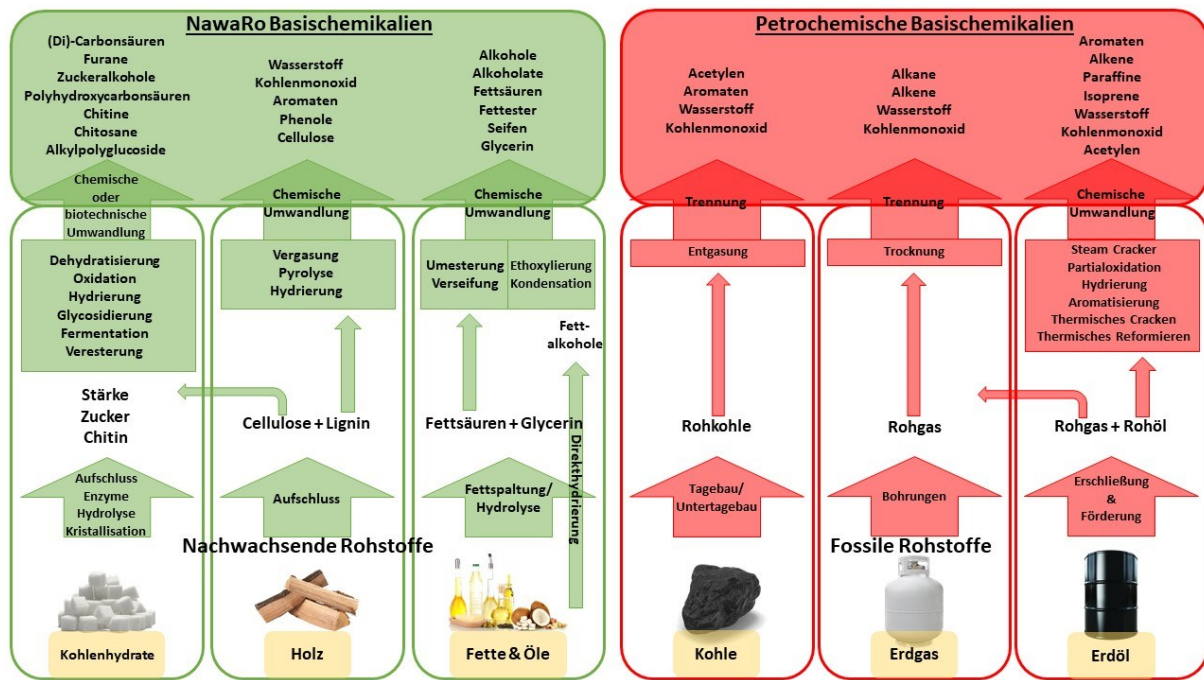 NawaRo Basischemikalien
(Di)-Carbonsäuren
Furane
Zuckeralkohole
Polyhydroxycarbonsäuren
Chitine
Chitosane
Alkylpolyglucoside
Chemische
oder
biotechnische
Umwandlung
Dehydratisierung
Oxidation
Hydrierung
Glycosidierung
Fermentation
Veresterung
Stärke
Zucker
Chitin
Aufschluss
Enzyme
Hydrolyse
Kristallisation
Kohlenhydrate
Wasserstoff
Kohlenmonoxid
Aromaten
Phenole
Cellulose
Chemische
Umwandlung
Vergasung
Pyrolyse
Hydrierung
Cellulose + Lignin
Aufschluss
Nachwachsende Rohstoffe
Holz
Alkohole
Alkoholate
Fettsäuren
Fettester
Seifen
Glycerin
Chemische
Umwandlung
Umesterung
Verseifung
Ethoxylierung
Kondensation
Fett-
alkohole
Fettsäuren + Glycerin
Direkthydrierung
Fettspaltung/
Hydrolyse
Fette & Öle
Petrochemische Basischemikalien
Acetylen
Aromaten
Wasserstoff
Kohlenmonoxid
Trennung
Entgasung
Rohkohle
Tagebau/
Untertagebau
Kohle
Alkane
Alkene
Wasserstoff
Kohlenmonoxid
Trennung
Trocknung
Rohgas
Bohrungen
Fossile Rohstoffe
Erdgas
Aromaten
Alkene
Paraffine
Isoprene
Wasserstoff
Kohlenmonoxid
Acetylen
Chemische
Umwandlung
Steam Cracker
Partialoxidation
Hydrierung
Aromatisierung
Thermisches Cracken
Thermisches Reformieren
Rohgas + Rohöl
Erschließung
&
Förderung
Erdöl